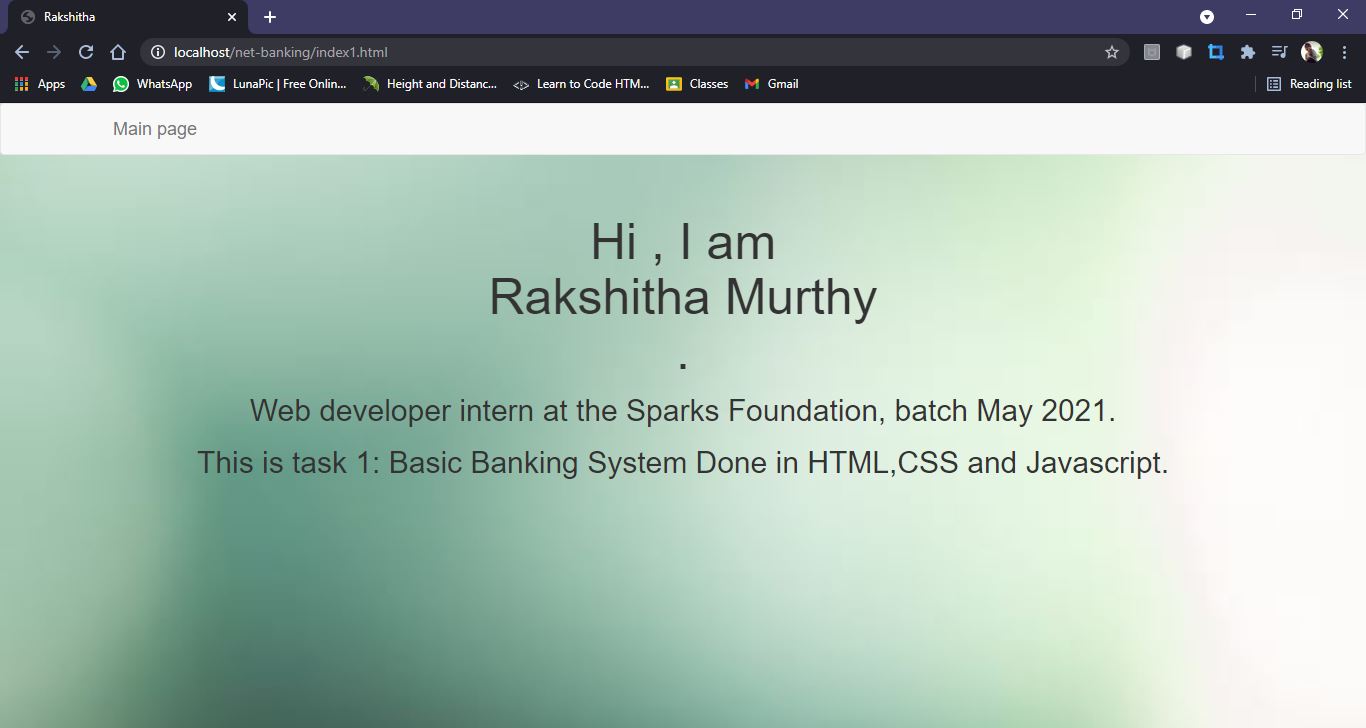 Rakshitha
localhost/net-banking/index1.html
Apps WhatsApp LunaPic | Free Onlin... Height and Distanc... Learn to Code HTM... Classes Gmail Reading list
Main page
Hi , I am
Rakshitha Murthy
.
Web developer intern at the Sparks Foundation, batch May 2021.
This is task 1: Basic Banking System Done in HTML,CSS and Javascript.